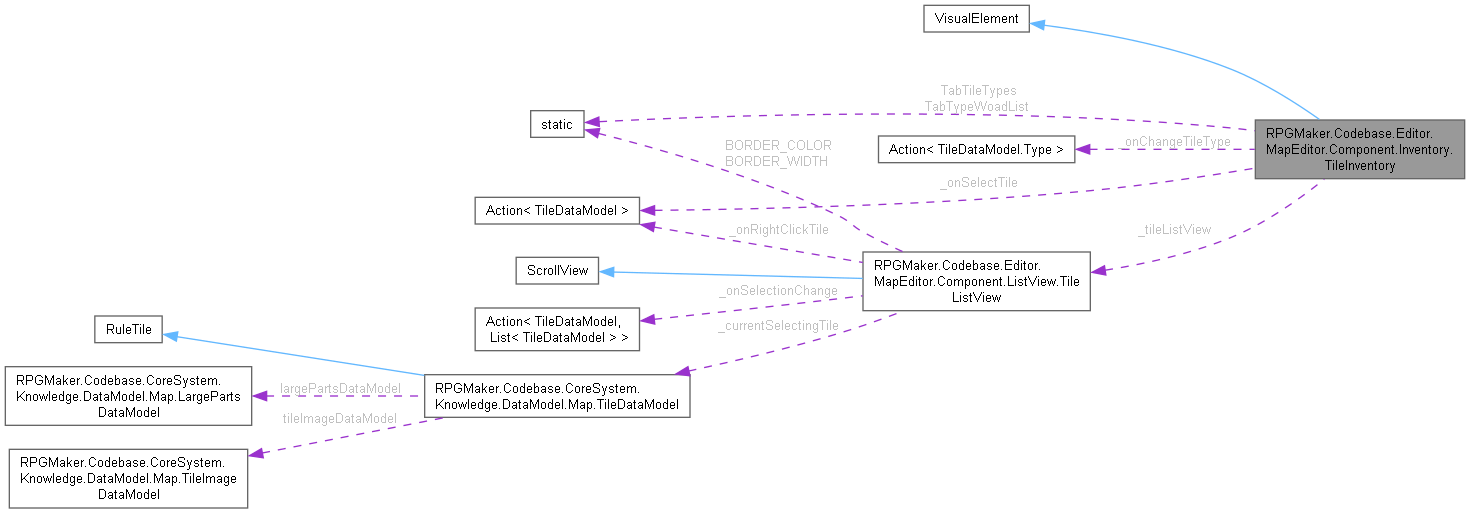 VisualElement
TabTileTypes
TabTypeWoadList
static
RPGMaker.Codebase.Editor.
MapEditor.Component.Inventory.
TileInventory
BORDER_COLOR
BORDER_WIDTH
Action< TileDataModel.Type >
_onChangeTileType
_onSelectTile
Action< TileDataModel >
_onRightClickTile
_tileListView
ScrollView
RPGMaker.Codebase.Editor.
MapEditor.Component.ListView.Tile
ListView
_onSelectionChange
Action< TileDataModel,
List< TileDataModel > >
_currentSelectingTile
RuleTile
RPGMaker.Codebase.CoreSystem.
Knowledge.DataModel.Map.LargeParts
DataModel
largePartsDataModel
RPGMaker.Codebase.CoreSystem.
Knowledge.DataModel.Map.TileDataModel
tileImageDataModel
RPGMaker.Codebase.CoreSystem.
Knowledge.DataModel.Map.TileImage
DataModel